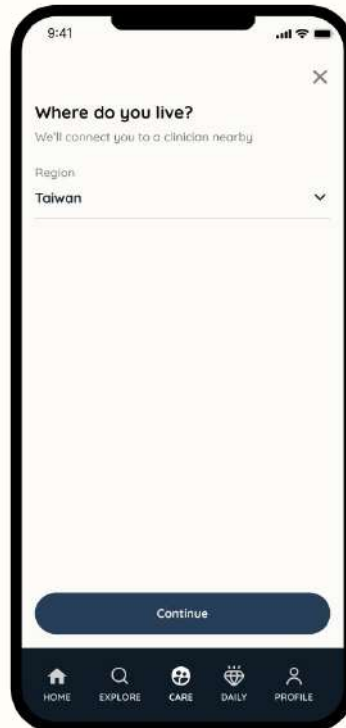 9:41
Where do you live?
We'll connect you to a clinician nearby
Region
Taiwan
Continue
HOME EXPLORE CARE DAILY PROFILE